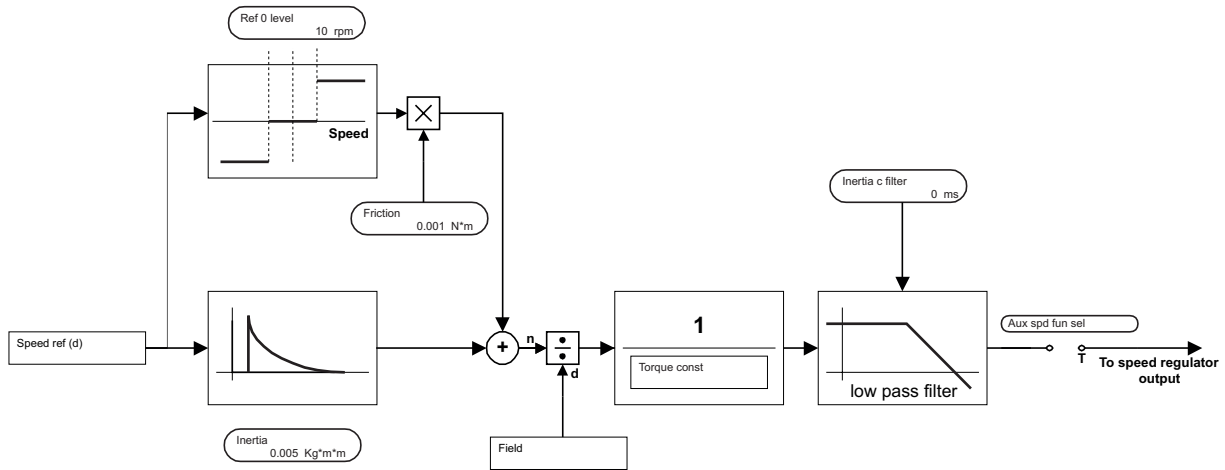 Ref 0 level
10 rpm
Speed
Friction
0.001 N*m
Inertia c filter
0 ms
Speed ref (d)
Inertia
0.005 Kg*m*m
+
n
÷
d
Field
1
Torque const
low pass filter
Aux spd fun sel
T
To speed regulator
output